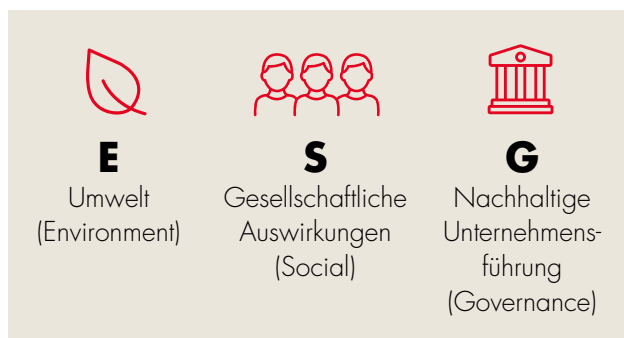 E
Umwelt
(Environment)
S
Gesellschaftliche
Auswirkungen
(Social)
G
Nachhaltige
Unternehmens-
führung
(Governance)